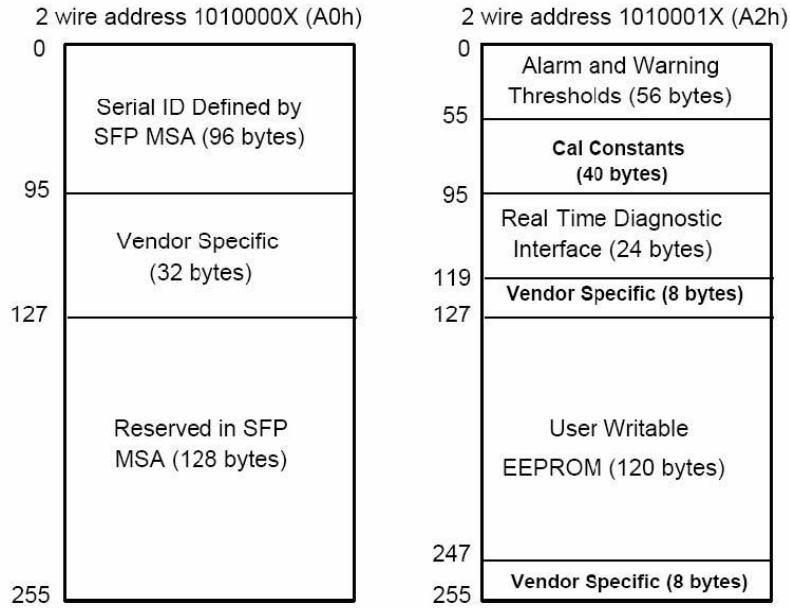 2 wire address 1010000X (A0h)
0
Serial ID Defined by
SFP MSA (96 bytes)
95
Vendor Specific
(32 bytes)
127
Reserved in SFP
MSA (128 bytes)
255
2 wire address 1010001X (A2h)
0
Alarm and Warning
Thresholds (56 bytes)
55
Cal Constants
(40 bytes)
95
Real Time Diagnostic
Interface (24 bytes)
119
Vendor Specific (8 bytes)
127
User Writable
EEPROM (120 bytes)
247
Vendor Specific (8 bytes)
255